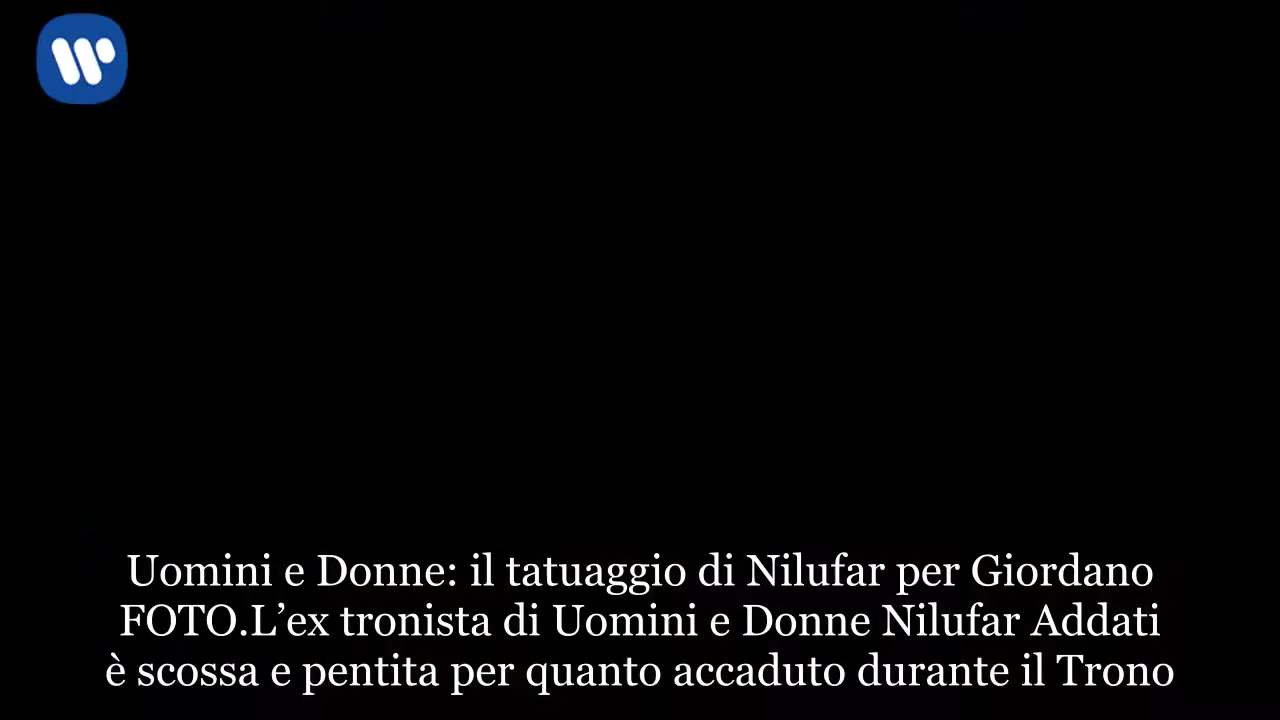 Uomini e Donne: il tatuaggio di Nilufar per Giordano
FOTO.L’ex tronista di Uomini e Donne Nilufar Addati
è scossa e pentita per quanto accaduto durante il Trono